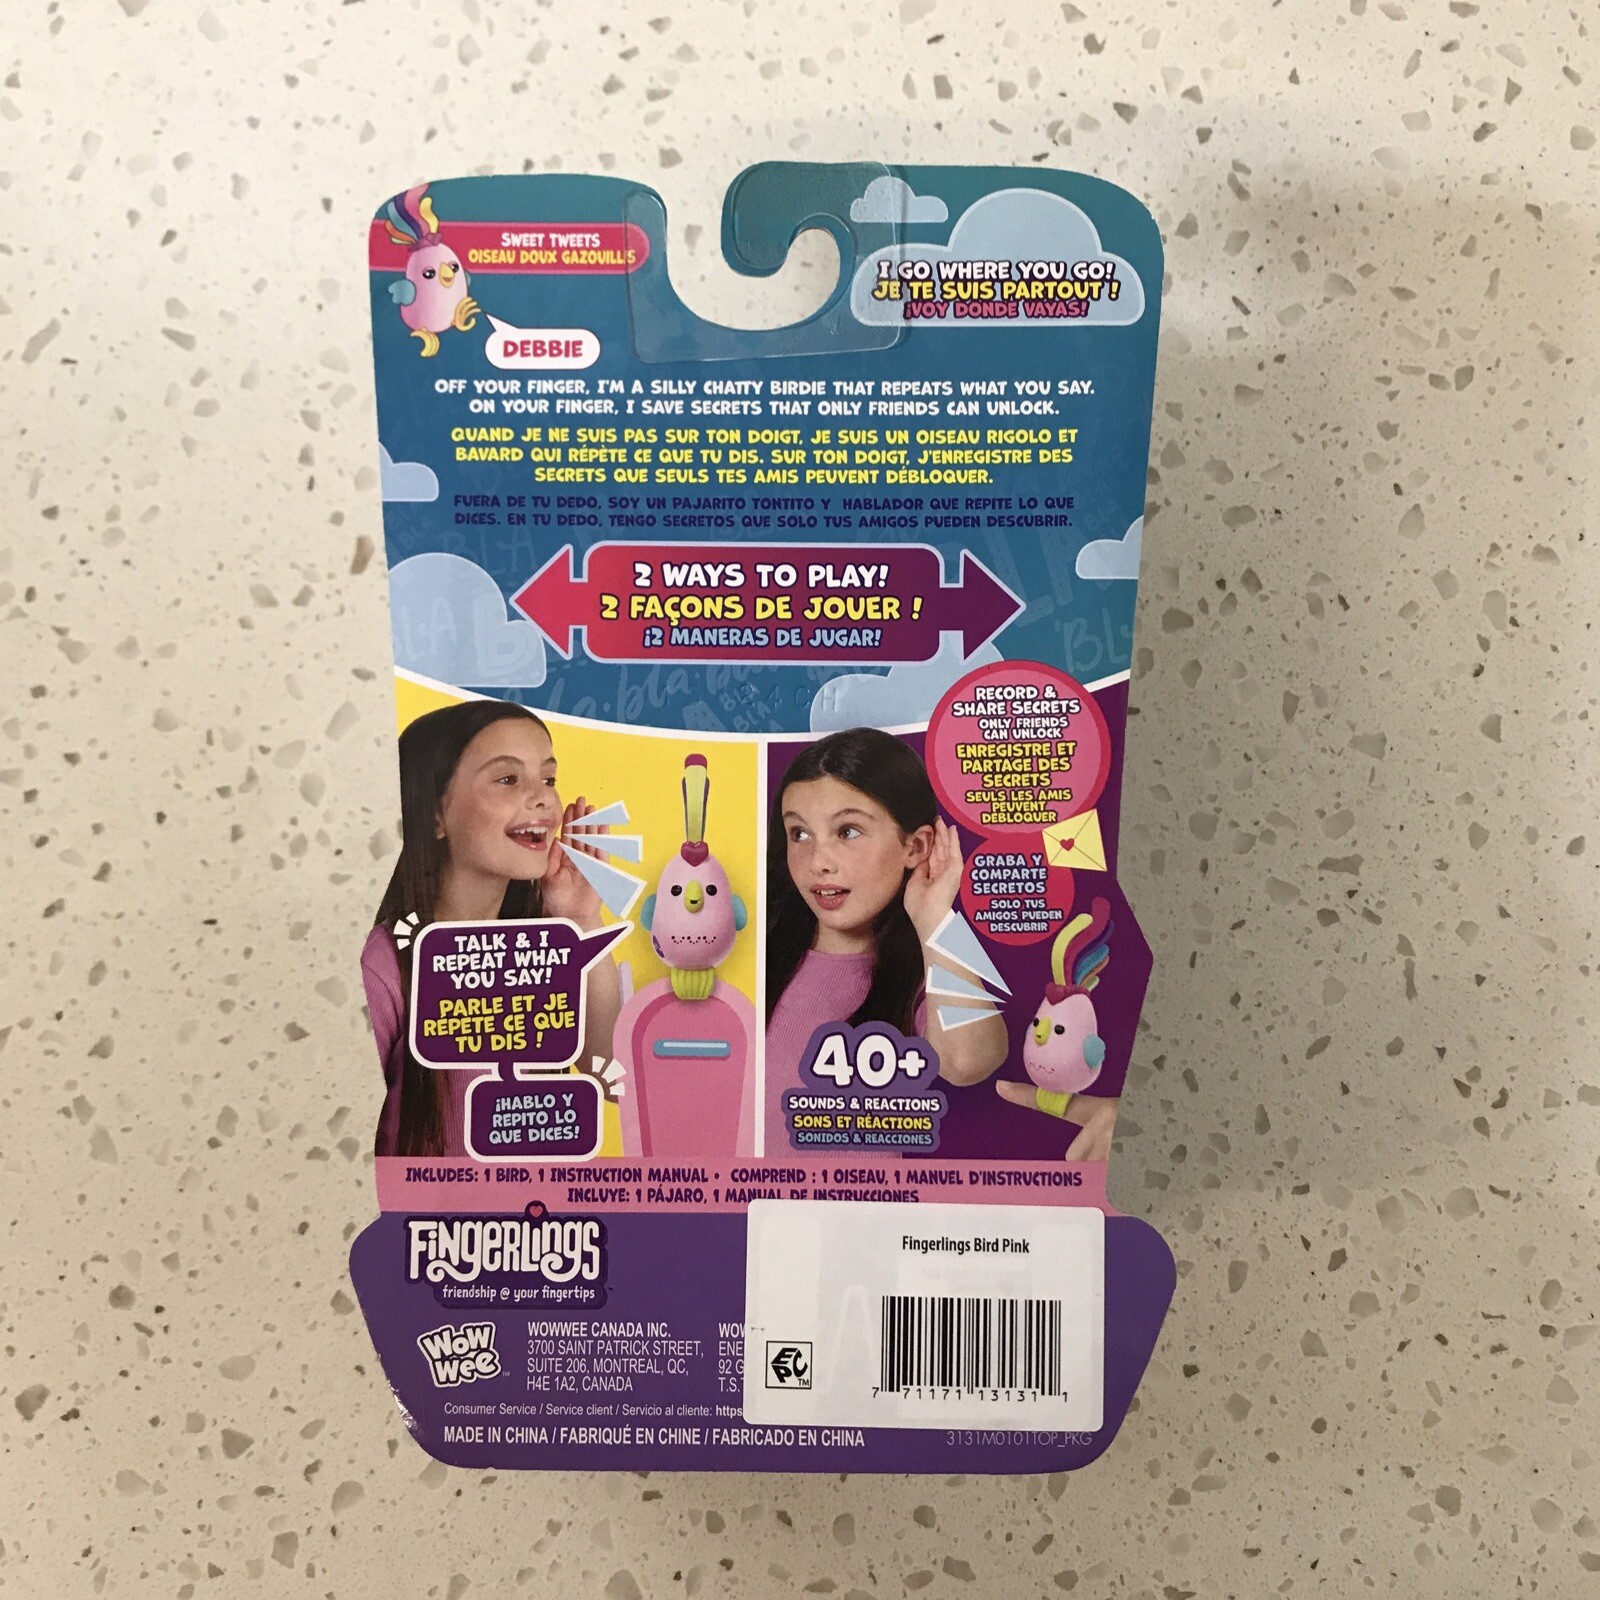 SWEET TWEETS
OISEAU DOUX GAZOUILLIS
DEBBIE
I GO WHERE YOU GO!
JE TE SUIS PARTOUT !
¡VOY DONDE VAYAS!
OFF YOUR FINGER, I'M A SILLY CHATTY BIRDIE THAT REPEATS WHAT YOU SAY.
ON YOUR FINGER, I SAVE SECRETS THAT ONLY FRIENDS CAN UNLOCK.
QUAND JE NE SUIS PAS SUR TON DOIGT, JE SUIS UN OISEAU RIGOLO ET
BAVARD QUI RÉPÈTE CE QUE TU DIS. SUR TON DOIGT, J'ENREGISTRE DES
SECRETS QUE SEULS TES AMIS PEUVENT DÉBLOQUER.
FUERA DE TU DEDO, SOY UN PAJARITO TONTITO Y HABLADOR QUE REPITE LO QUE
DICES. EN TU DEDO, TENGO SECRETOS QUE SOLO TUS AMIGOS PUEDEN DESCUBRIR.
2 WAYS TO PLAY!
2 FAÇONS DE JOUER !
¡2 MANERAS DE JUGAR!
RECORD &
SHARE SECRETS
ONLY FRIENDS
CAN UNLOCK
ENREGISTRE ET
PARTAGE DES
SECRETS
SEULS LES AMIS
PEUVENT
DÉBLOQUER
GRABA Y
COMPARTE
SECRETOS
SOLO TUS
AMIGOS PUEDEN
DESCUBRIR
TALK & I
REPEAT WHAT
YOU SAY!
PARLE ET JE
RÉPÈTE CE QUE
TU DIS !
¡HABLO Y
REPITO LO
QUE DICES!
40+
SOUNDS & REACTIONS
SONS ET RÉACTIONS
SONIDOS & REACCIONES
INCLUDES: 1 BIRD, 1 INSTRUCTION MANUAL • COMPREND : 1 OISEAU, 1 MANUEL D'INSTRUCTIONS
INCLUYE: 1 PÁJARO, 1 MANUAL DE INSTRUCCIONES
FiNgeRLiNgs
friendship @ your fingertips
WoW
Wee
WOWWEE CANADA INC.
3700 SAINT PATRICK STREET,
SUITE 206, MONTREAL, QC,
H4E 1A2, CANADA
WOW
ENE
92 G
T.S.
Consumer Service / Service client / Servicio al cliente: https
MADE IN CHINA / FABRIQUÉ EN CHINE / FABRICADO EN CHINA
3131M0101TOP_PKG
Fingerlings Bird Pink
EPC
TM
7 71171 13131 1